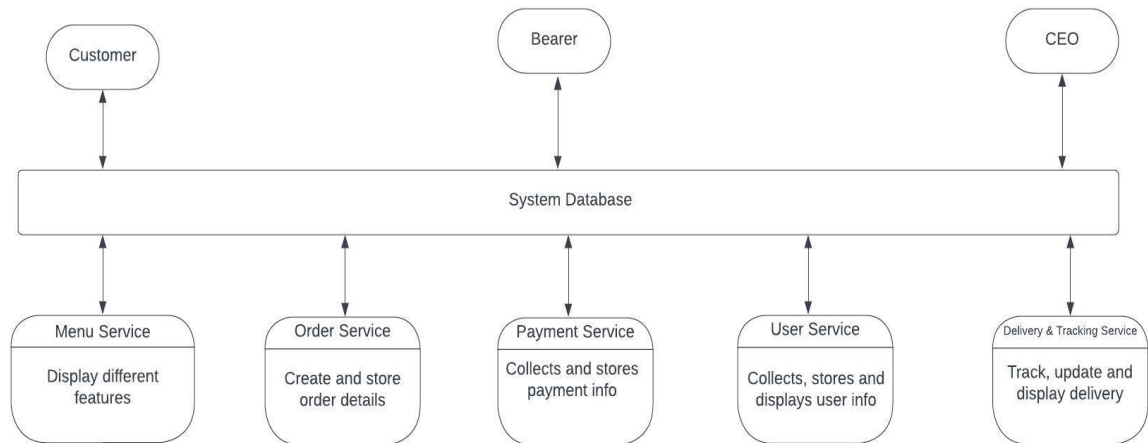 Customer
Bearer
CEO
System Database
Menu Service
Display different
features
Order Service
Create and store
order details
Payment Service
Collects and stores
payment info
User Service
Collects, stores and
displays user info
Delivery & Tracking Service
Track, update and
display delivery